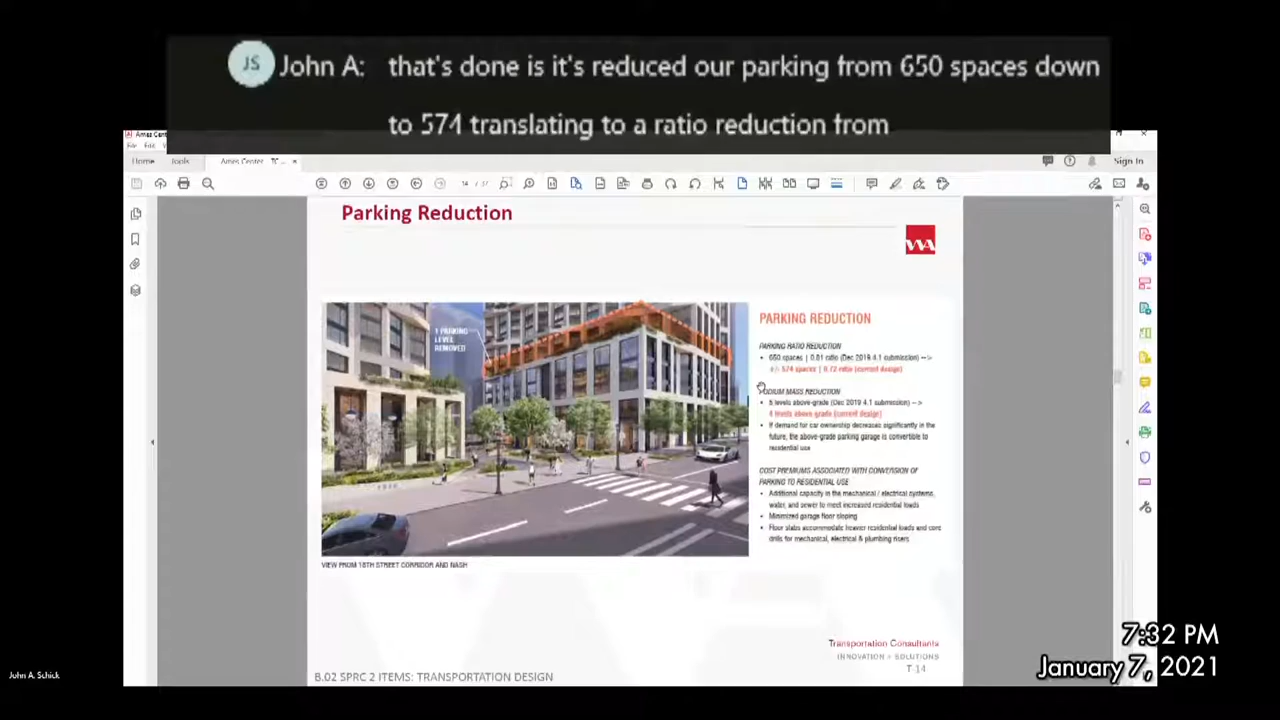 JS John A: that's done is it's reduced our parking from 650 spaces down
to 574 translating to a ratio reduction from
Home Tools Ames Center_TC... × Sign In
Parking Reduction
1 PARKING
LEVEL
REMOVED
PARKING REDUCTION
PARKING RATIO REDUCTION
• 650 spaces | 0.81 ratio (Dec 2019 4.1 submission) -->
+/- 574 spaces | 0.72 ratio (current design)
PODIUM MASS REDUCTION
• 5 levels above-grade (Dec 2019 4.1 submission) -->
4 levels above-grade (current design)
• If demand for car ownership decreases significantly in the
future, the above-grade parking garage is convertible to
residential use
COST PREMIUMS ASSOCIATED WITH CONVERSION OF
PARKING TO RESIDENTIAL USE
• Additional capacity in the mechanical / electrical systems,
water, and sewer to meet increased residential loads
• Minimized garage floor sloping
• Floor slabs accommodate heavier residential loads and core
drills for mechanical, electrical & plumbing risers
VIEW FROM 18TH STREET CORRIDOR AND NASH
Transportation Consultants
INNOVATION + SOLUTIONS
T-14
B.02 SPRC 2 ITEMS: TRANSPORTATION DESIGN
John A. Schick
7:32 PM
January 7, 2021